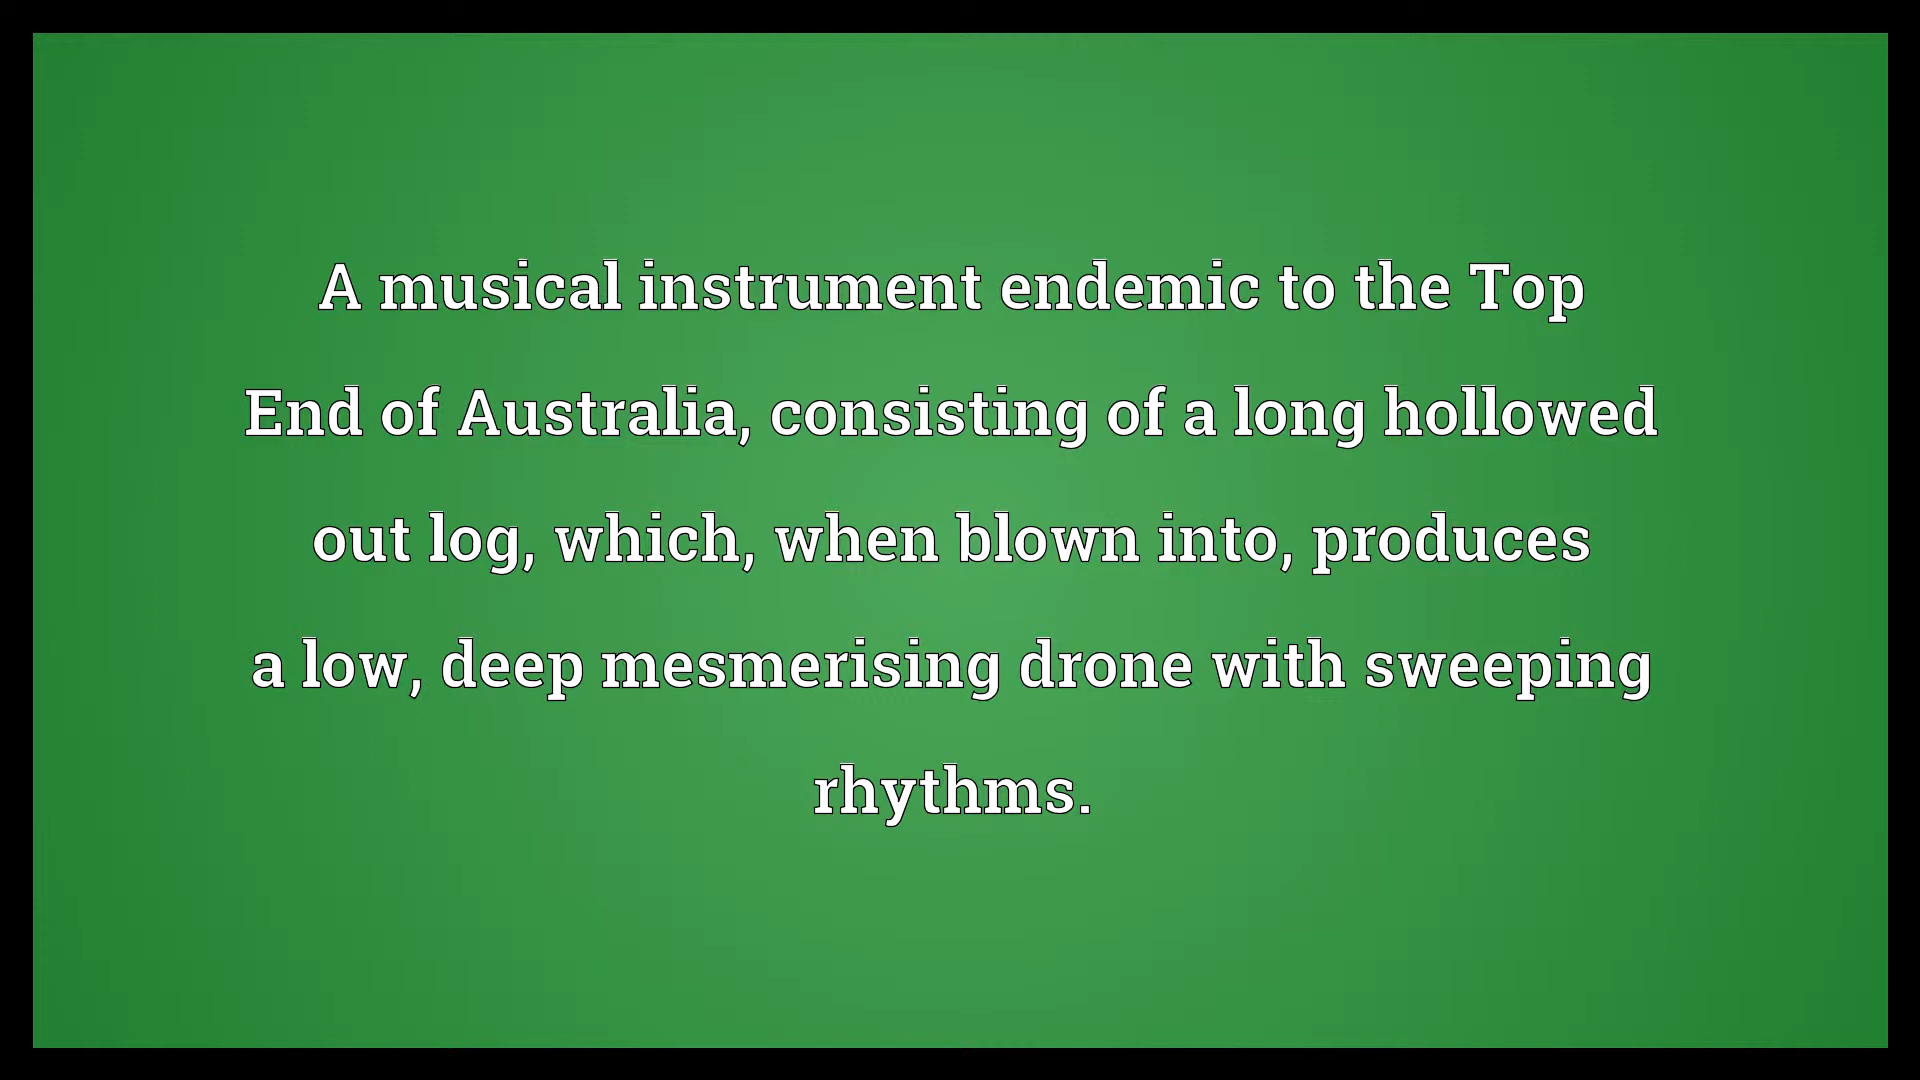 A musical instrument endemic to the Top
End of Australia, consisting of a long hollowed
out log, which, when blown into, produces
a low, deep mesmerising drone with sweeping
rhythms.